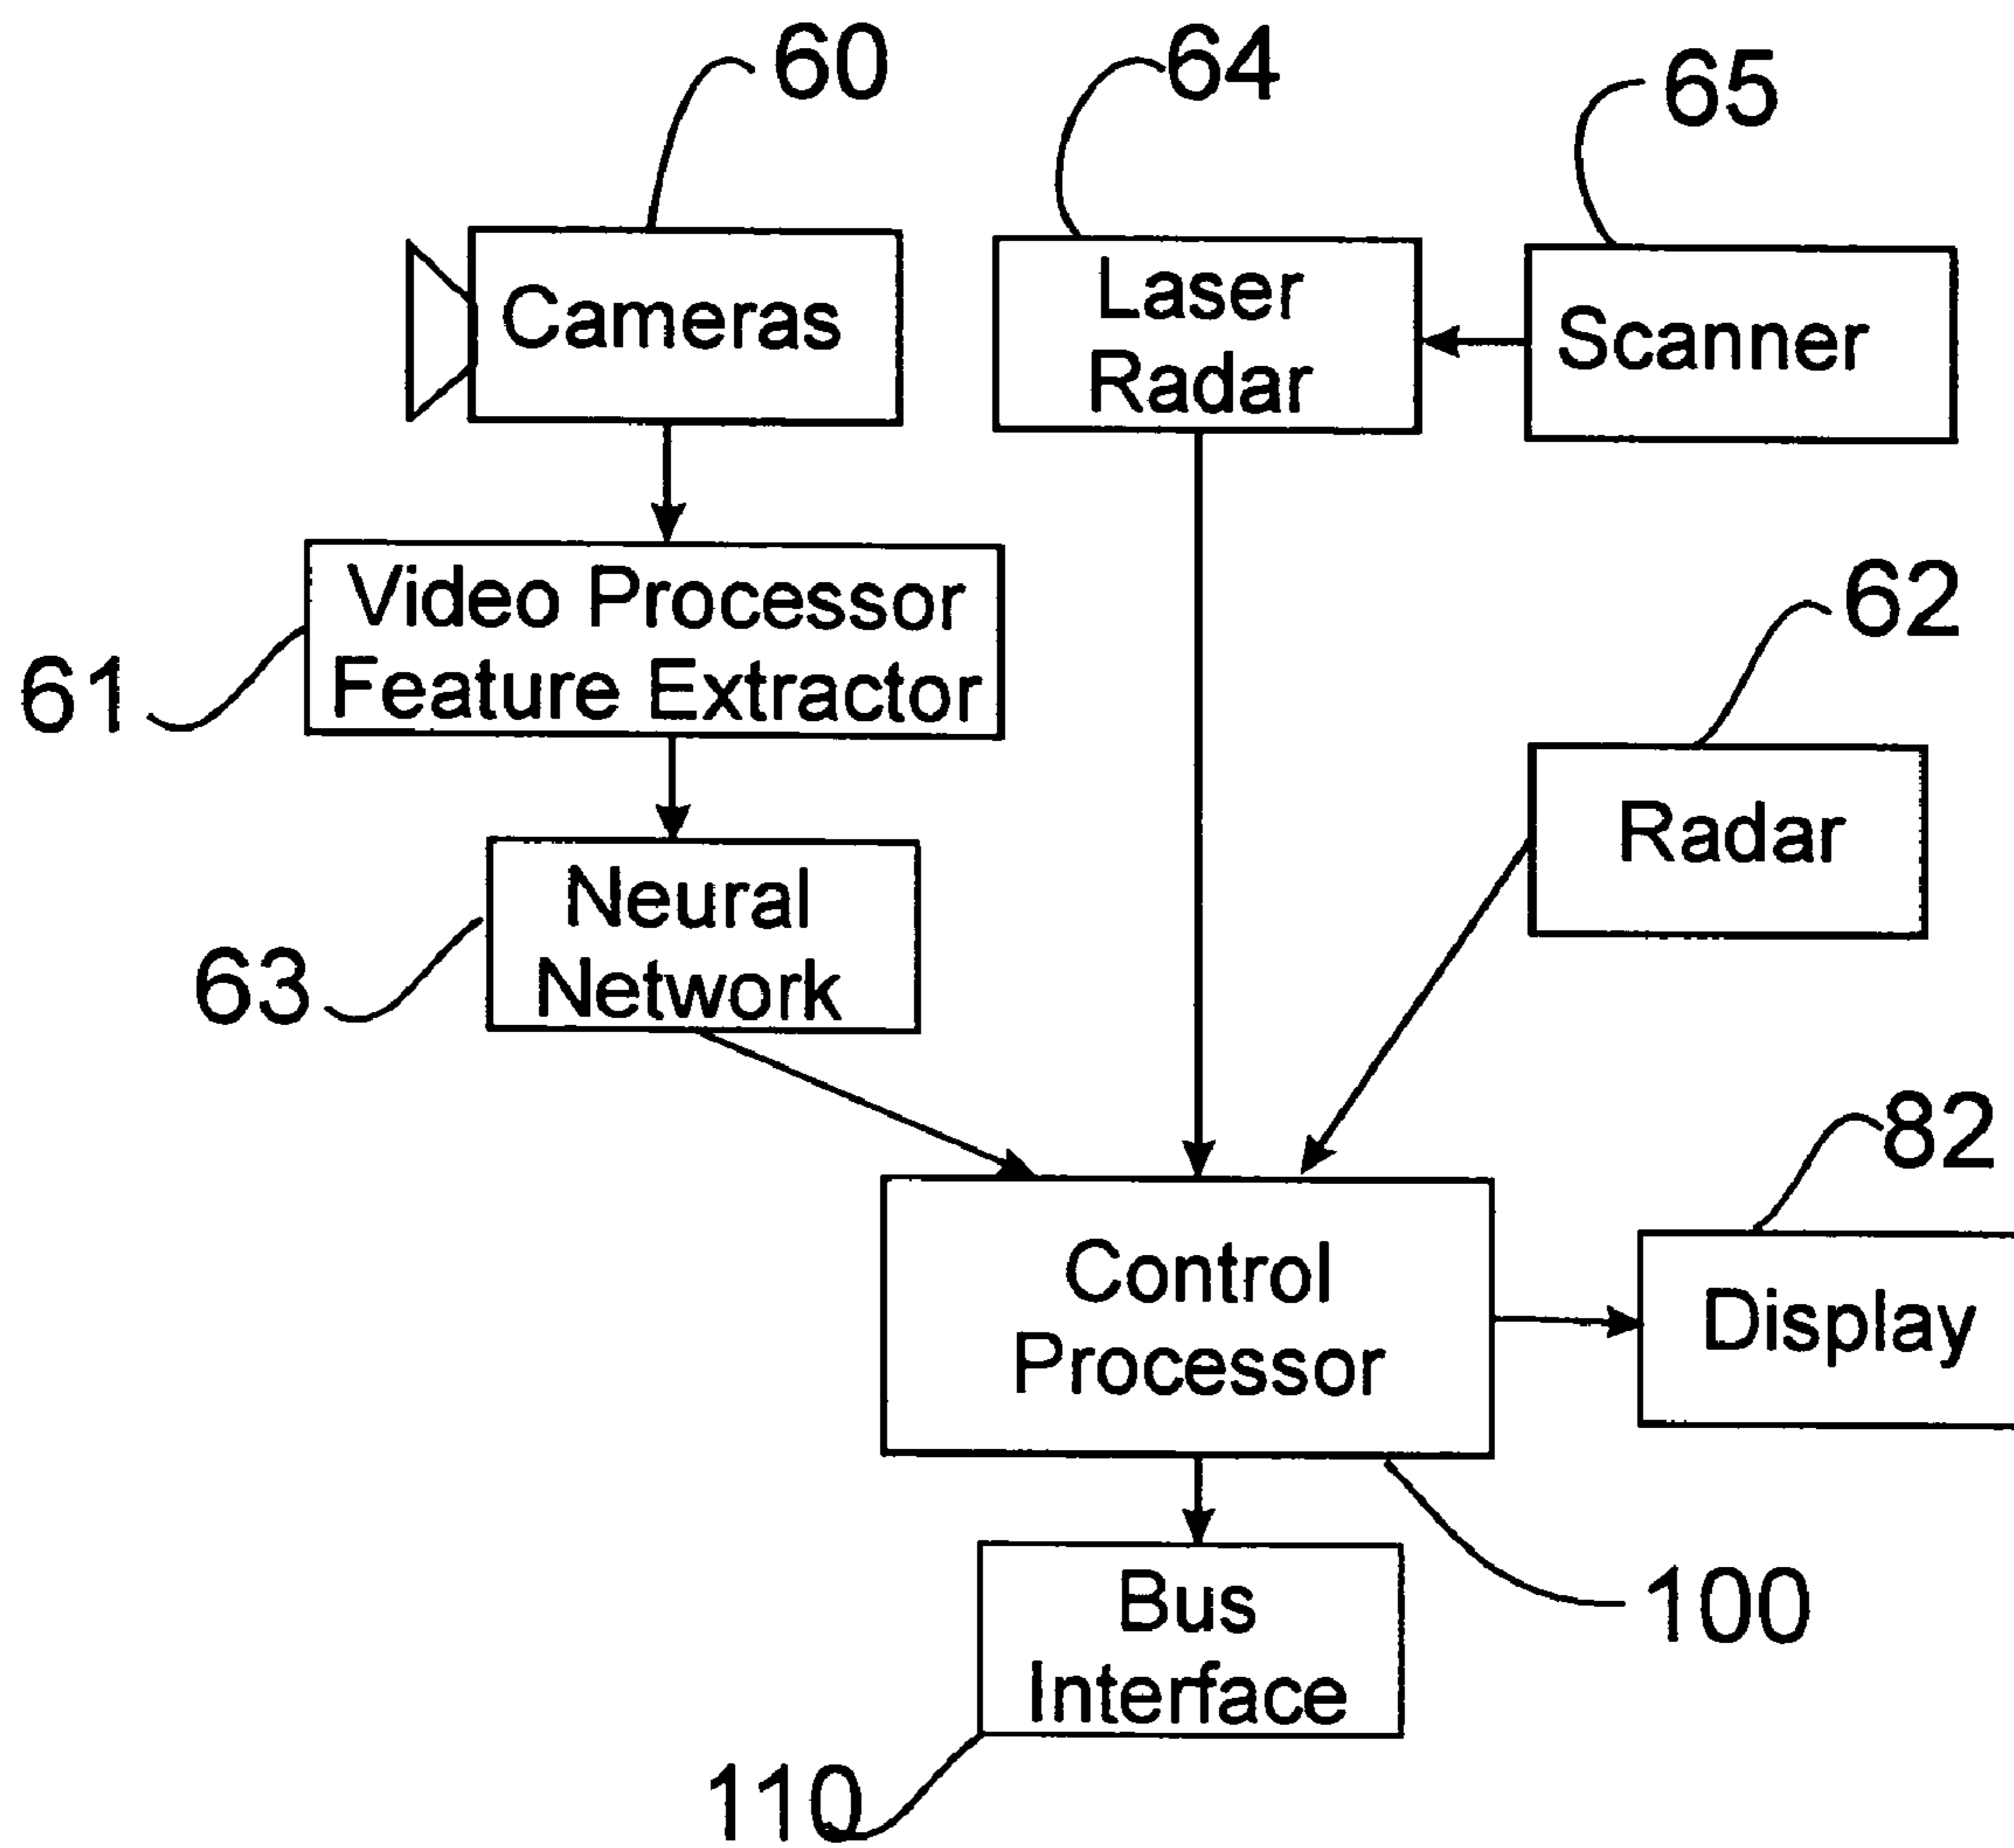 60
64
65
Cameras
Laser
Radar
Scanner
Video Processor
Feature Extractor
61
62
Radar
Neural
Network
63
82
Control
Processor
Display
Bus
Interface
100
110